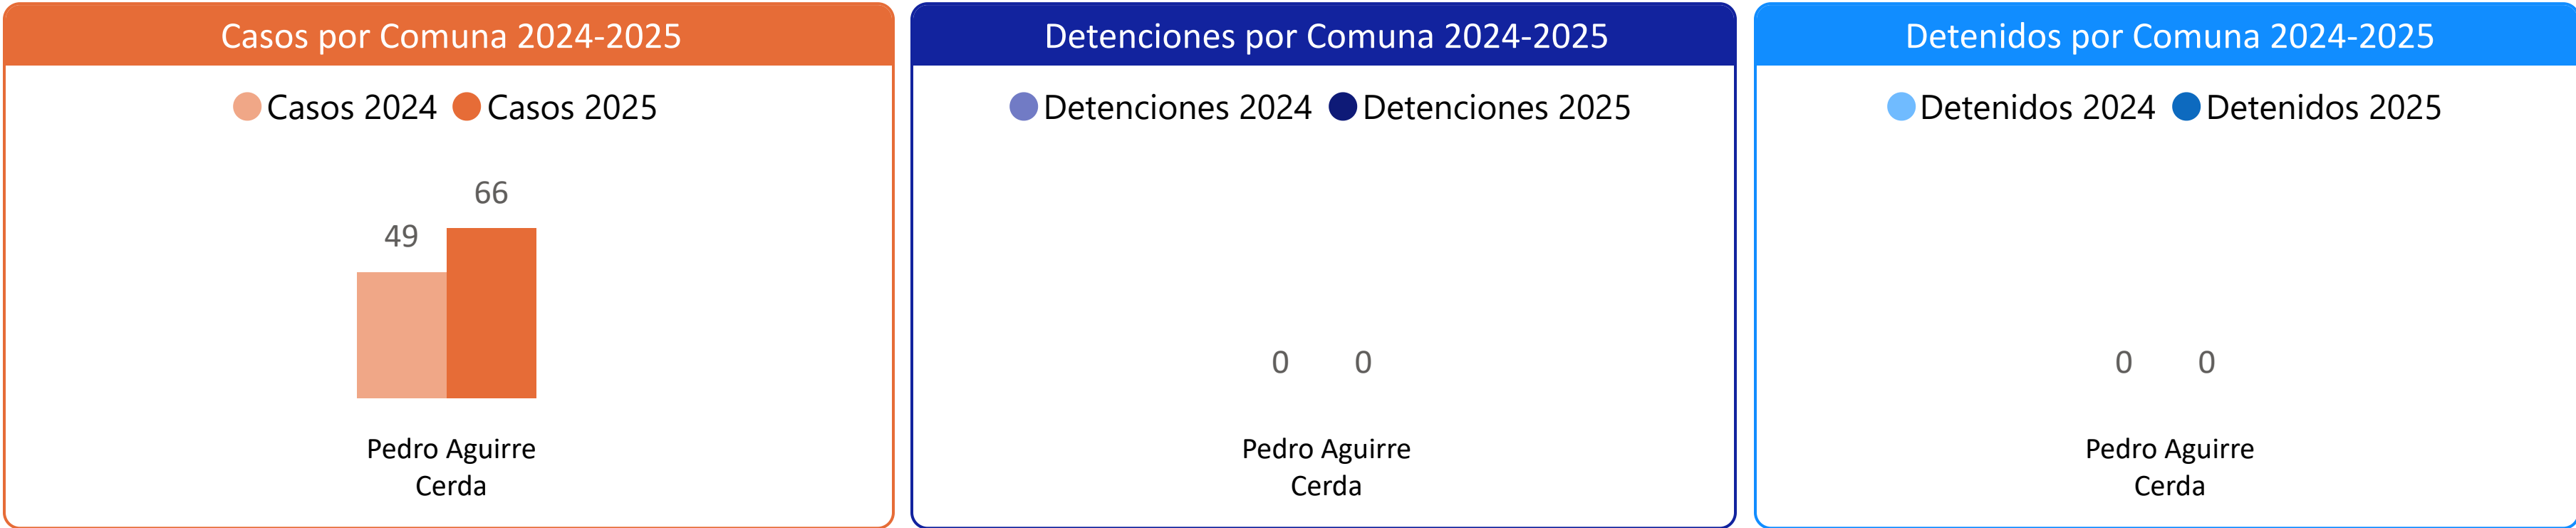 Casos por Comuna 2024-2025
Casos 2024 Casos 2025
66
49
Pedro Aguirre
Cerda
Detenciones por Comuna 2024-2025
Detenciones 2024 Detenciones 2025
0 0
Pedro Aguirre
Cerda
Detenidos por Comuna 2024-2025
Detenidos 2024 Detenidos 2025
0 0
Pedro Aguirre
Cerda